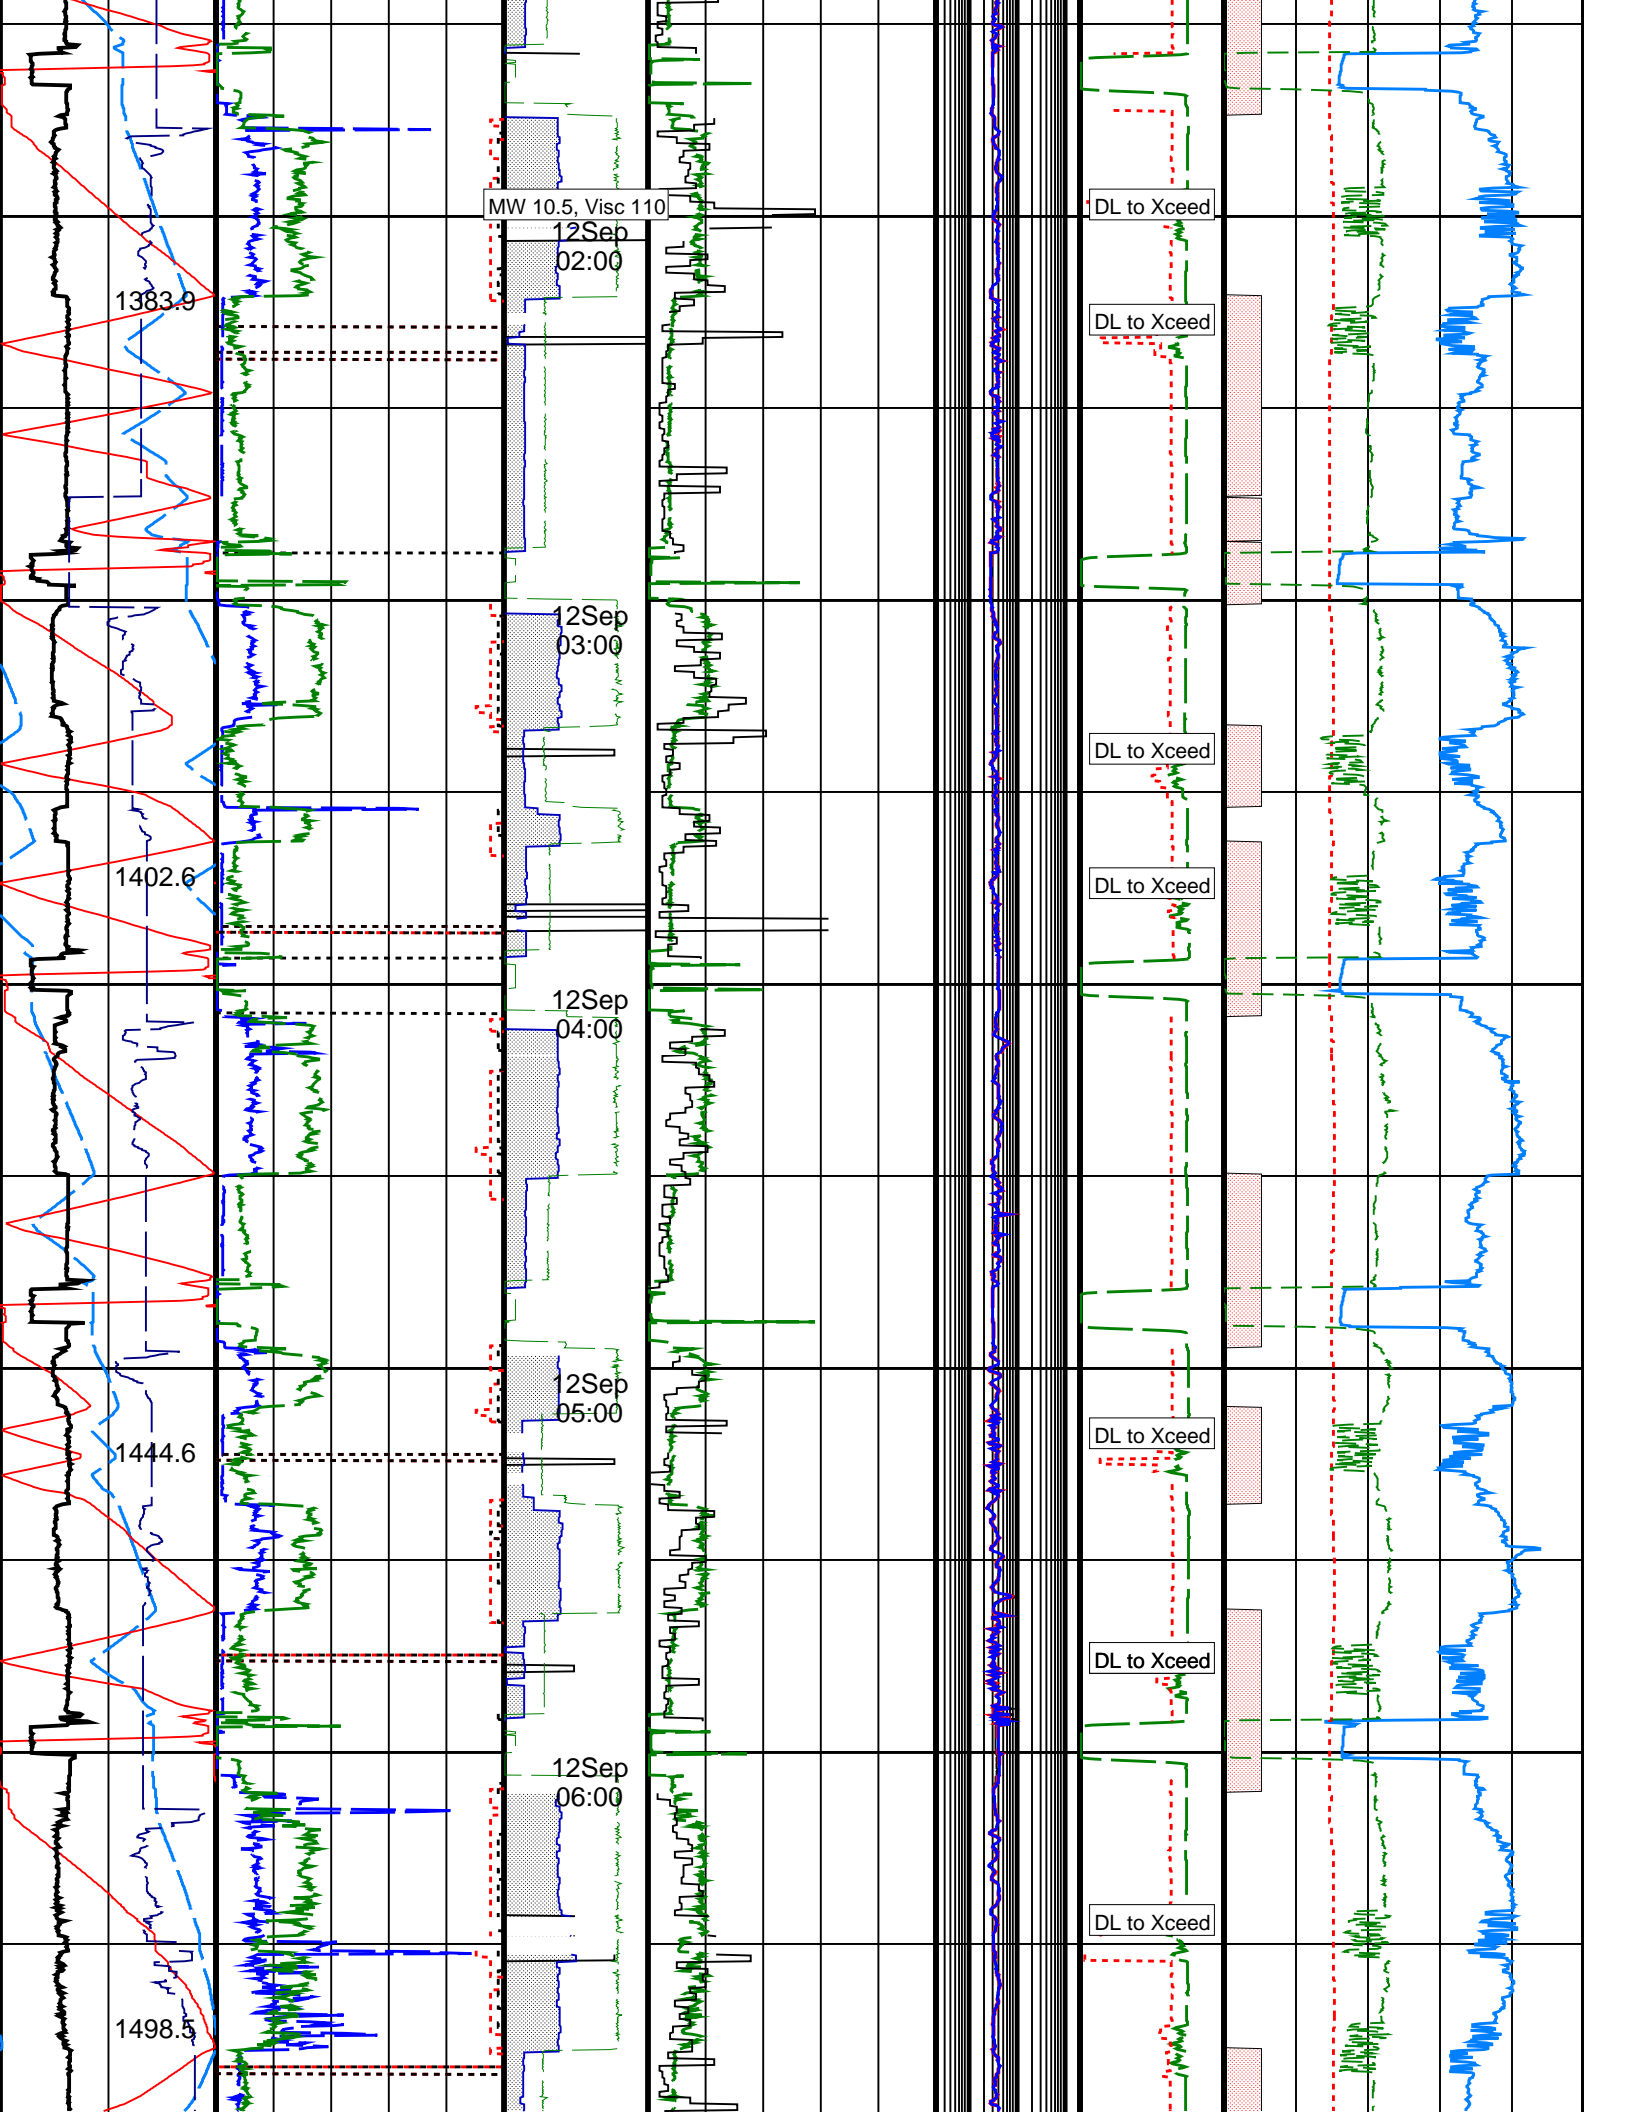 MW 10.5, Visc 110
DL to Xceed
12Sep
02:00
1383.9
DL to Xceed
12Sep
03:00
DL to Xceed
1402.6
DL to Xceed
12Sep
04:00
12Sep
05:00
DL to Xceed
1444.6
DL to Xceed
12Sep
06:00
DL to Xceed
1498.5